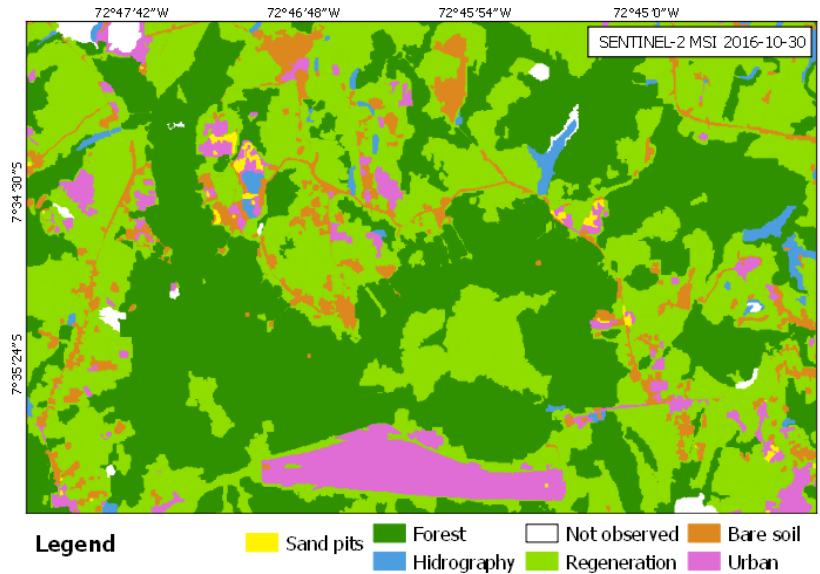 72°47'42"W 72°46'48"W 72°45'54"W 72°45'0"W
SENTINEL-2 MSI 2016-10-30
7°34'30"S
7°35'24"S
Legend
Sand pits
Forest
Not observed
Bare soil
Hidrography
Regeneration
Urban